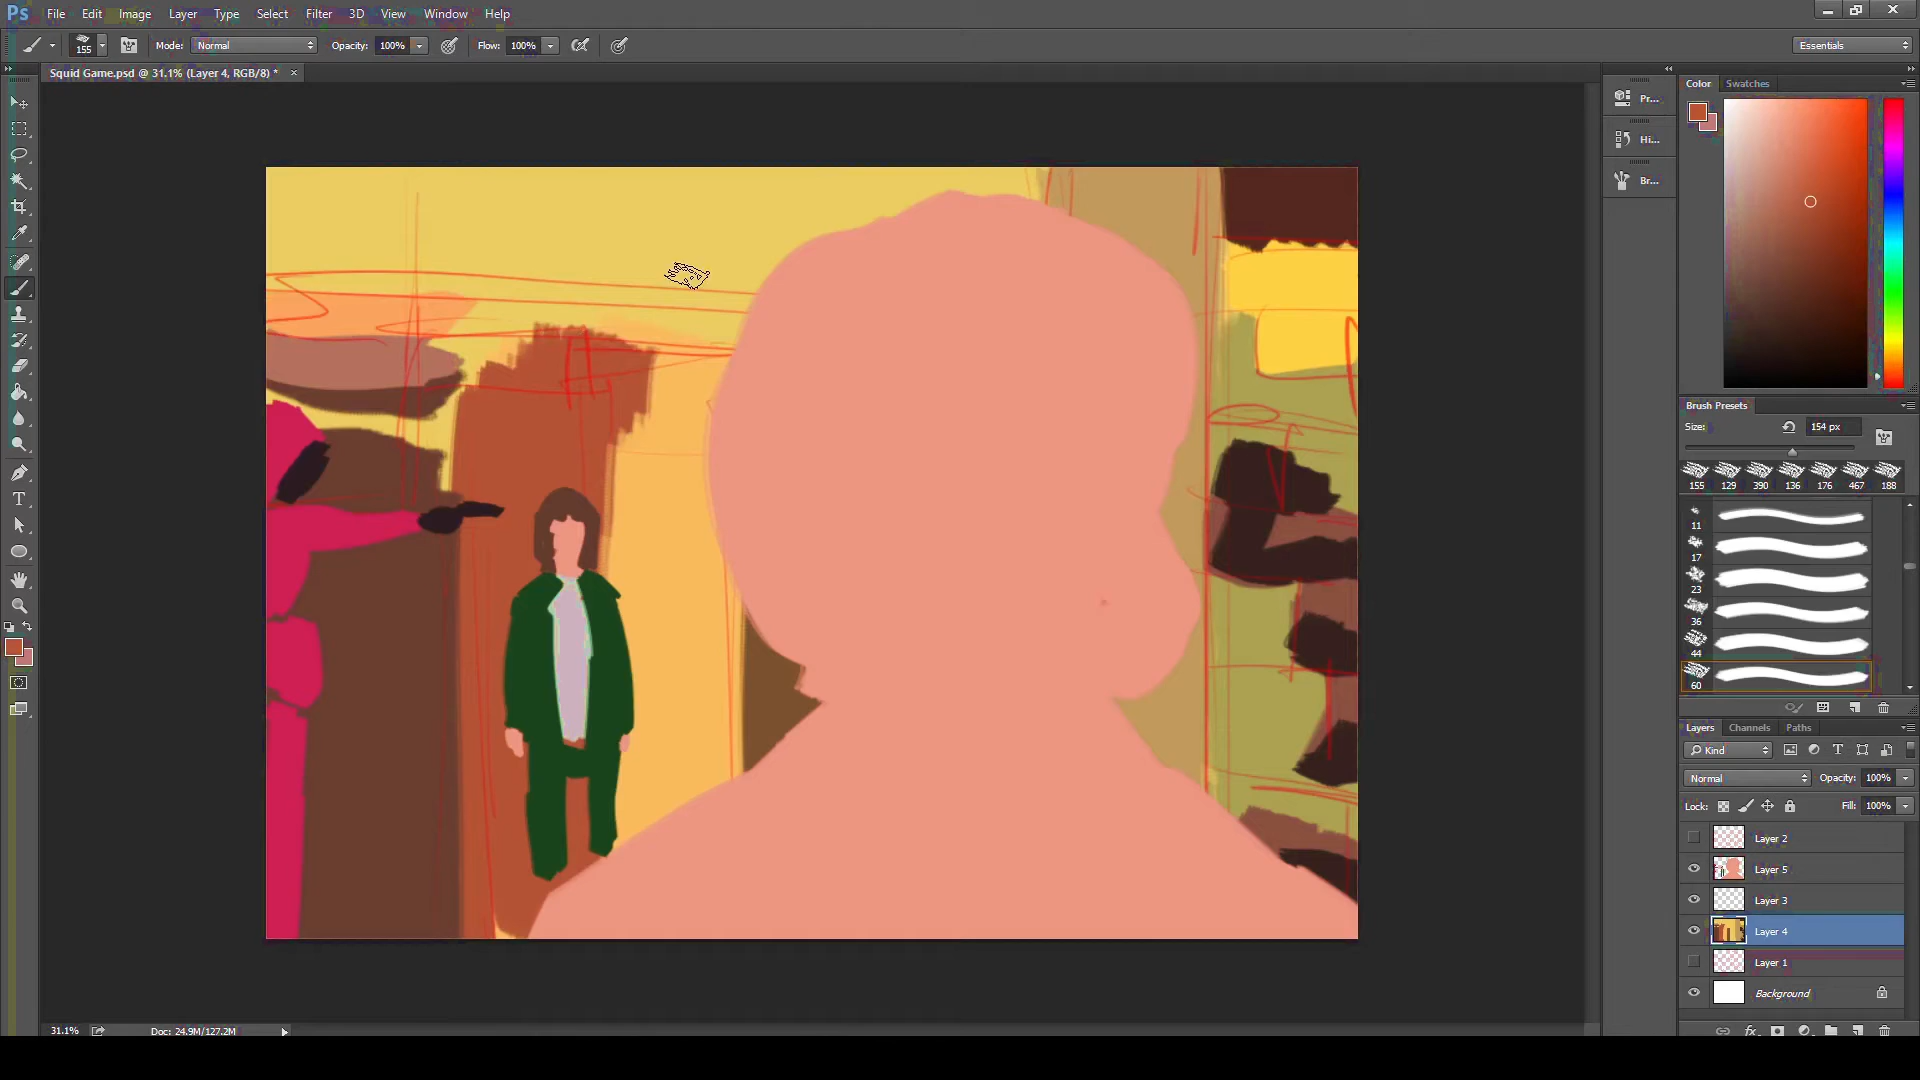 Ps File Edit Image Layer Type Select Filter 3D View Window Help
155 Mode: Normal Opacity: 100% Flow: 100% Essentials
Squid Game.psd @ 31.1% (Layer 4, RGB/8) * ×
Pr...
Hi...
Br...
Color Swatches
Brush Presets
Size: 154 px
155 129 390 136 176 467 188
11
17
23
36
44
60
Layers Channels Paths
Kind
Normal Opacity: 100%
Lock: Fill: 100%
Layer 2
Layer 5
Layer 3
Layer 4
Layer 1
Background
31.1% Doc: 24.9M/127.2M